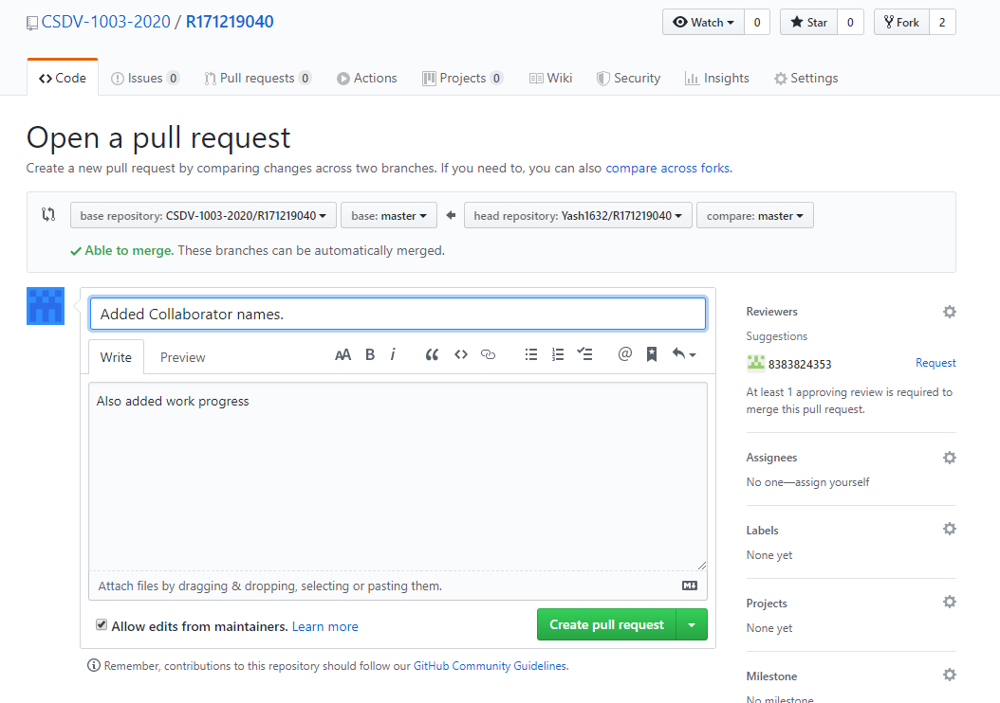 CSDV-1003-2020 / R171219040
Watch 0 Star 0 Fork 2
Code Issues 0 Pull requests 0 Actions Projects 0 Wiki Security Insights Settings
Open a pull request
Create a new pull request by comparing changes across two branches. If you need to, you can also compare across forks.
base repository: CSDV-1003-2020/R171219040 base: master head repository: Yash1632/R171219040 compare: master
Able to merge. These branches can be automatically merged.
Added Collaborator names.
Write Preview AA B i “ <> @
Also added work progress
Attach files by dragging & dropping, selecting or pasting them.
Allow edits from maintainers. Learn more
Create pull request
Remember, contributions to this repository should follow our GitHub Community Guidelines.
Reviewers
Suggestions
8383824353 Request
At least 1 approving review is required to
merge this pull request.
Assignees
No one—assign yourself
Labels
None yet
Projects
None yet
Milestone
No milestone